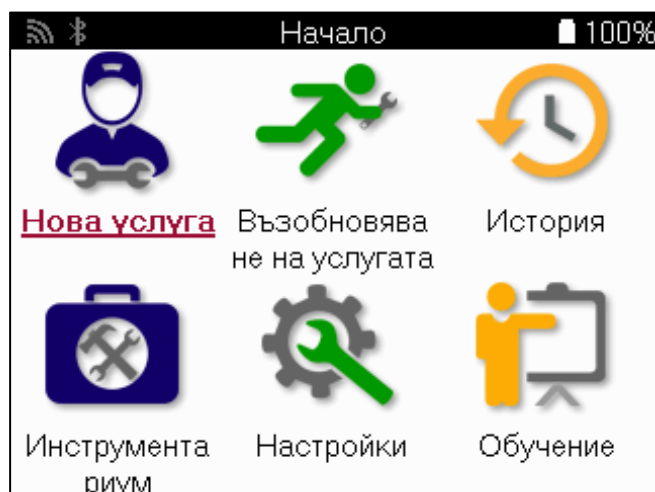 Начало 100%
Нова услуга
Възобновява
не на услугата
История
Инструмента
риум
Настройки
Обучение